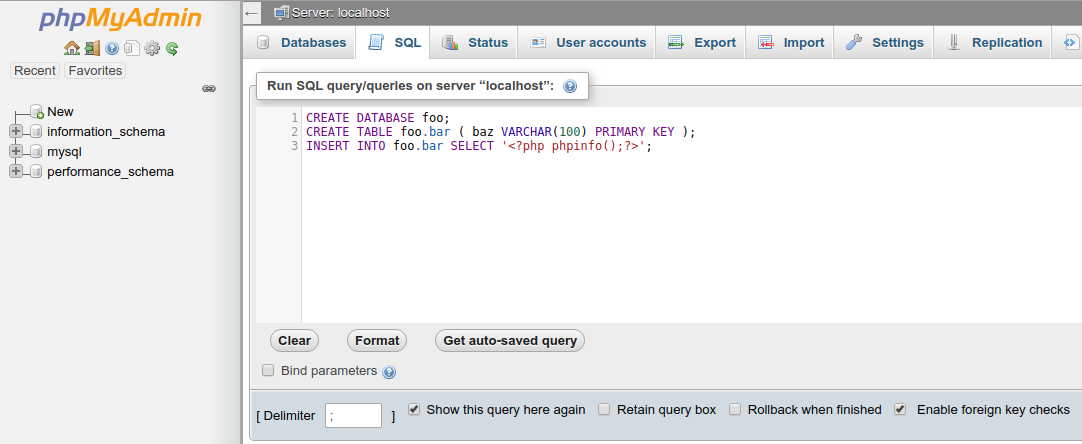 phpMyAdmin
Recent Favorites
New
information_schema
mysql
performance_schema
Server: localhost
Databases SQL Status User accounts Export Import Settings Replication
Run SQL query/queries on server “localhost”:
1 CREATE DATABASE foo;
2 CREATE TABLE foo.bar ( baz VARCHAR(100) PRIMARY KEY );
3 INSERT INTO foo.bar SELECT '<?php phpinfo();?>';
Clear Format Get auto-saved query
Bind parameters
[ Delimiter ; ] Show this query here again Retain query box Rollback when finished Enable foreign key checks